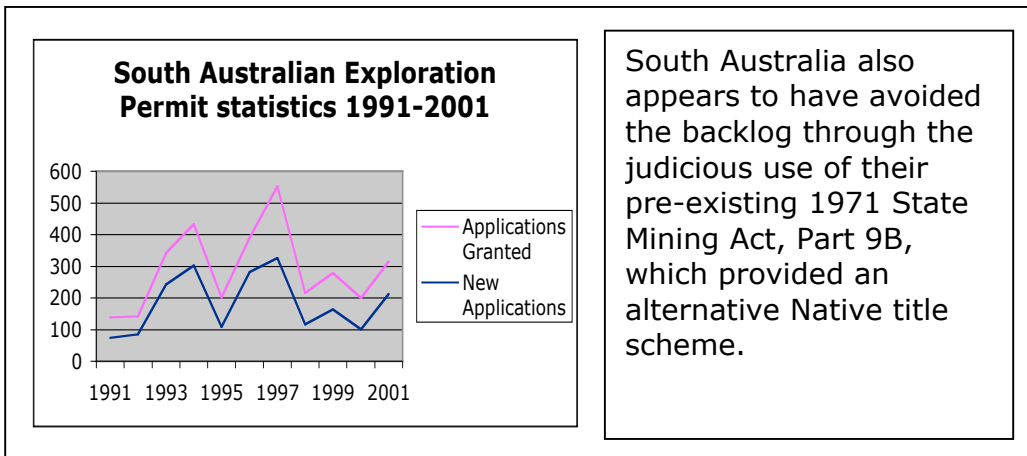 South Australian Exploration
Permit statistics 1991-2001
600
500
400
300
200
100
0
1991 1993 1995 1997 1999 2001
Applications
Granted
New
Applications
South Australia also
appears to have avoided
the backlog through the
judicious use of their
pre-existing 1971 State
Mining Act, Part 9B,
which provided an
alternative Native title
scheme.